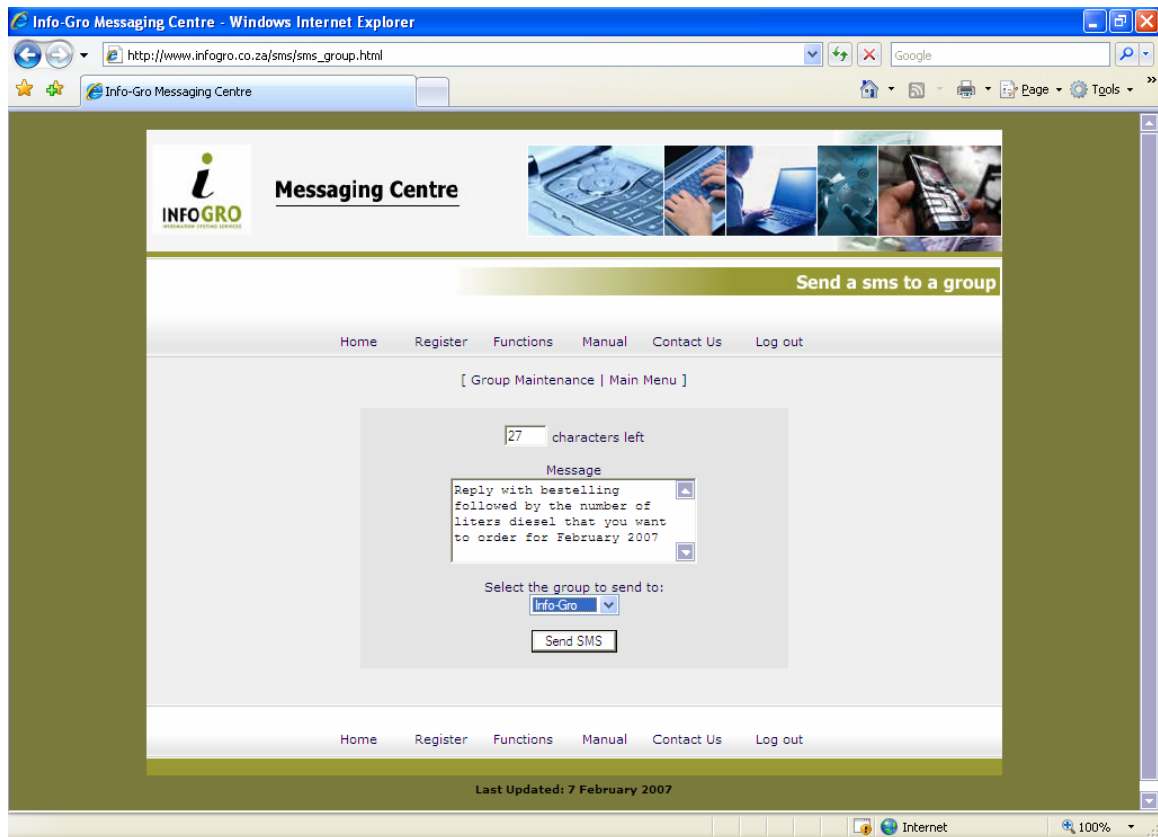 Info-Gro Messaging Centre - Windows Internet Explorer
http://www.infogro.co.za/sms/sms_group.html
Google
Info-Gro Messaging Centre
Page
Tools
i
INFOGRO
INFORMATION SYSTEMS SERVICES
Messaging Centre
Send a sms to a group
Home Register Functions Manual Contact Us Log out
[ Group Maintenance | Main Menu ]
27 characters left
Message
Reply with bestelling
followed by the number of
liters diesel that you want
to order for February 2007
Select the group to send to:
Info-Gro
Send SMS
Home Register Functions Manual Contact Us Log out
Last Updated: 7 February 2007
Internet
100%